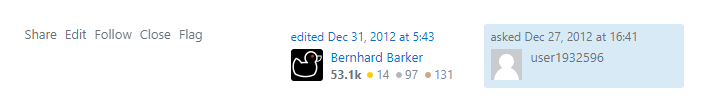 Share Edit Follow Close Flag
edited Dec 31, 2012 at 5:43
Bernhard Barker
53.1k 14 97 131
asked Dec 27, 2012 at 16:41
user1932596